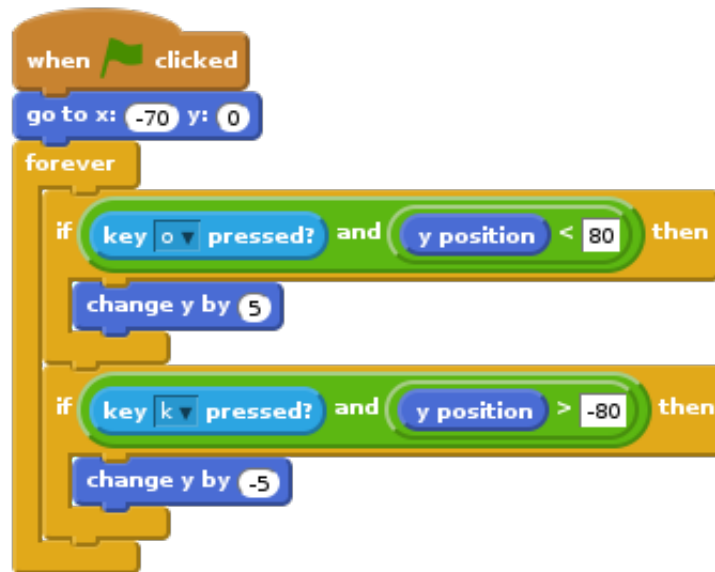 when clicked
go to x: -70 y: 0
forever
if key o pressed? and y position < 80 then
change y by 5
if key k pressed? and y position > -80 then
change y by -5